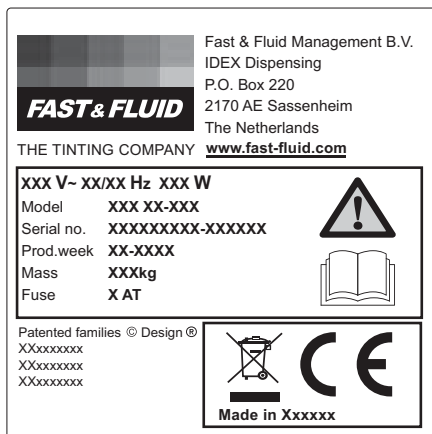 Fast & Fluid Management B.V.
IDEX Dispensing
P.O. Box 220
2170 AE Sassenheim
The Netherlands
www.fast-fluid.com
FAST & FLUID
THE TINTING COMPANY
XXX V~ XX/XX Hz XXX W
Model XXX XX-XXX
Serial no. XXXXXXXXX-XXXXXX
Prod.week XX-XXXX
Mass XXXkg
Fuse X AT
Patented families © Design ®
XXxxxxxxx
XXxxxxxxx
XXxxxxxxx
CE
Made in Xxxxxx